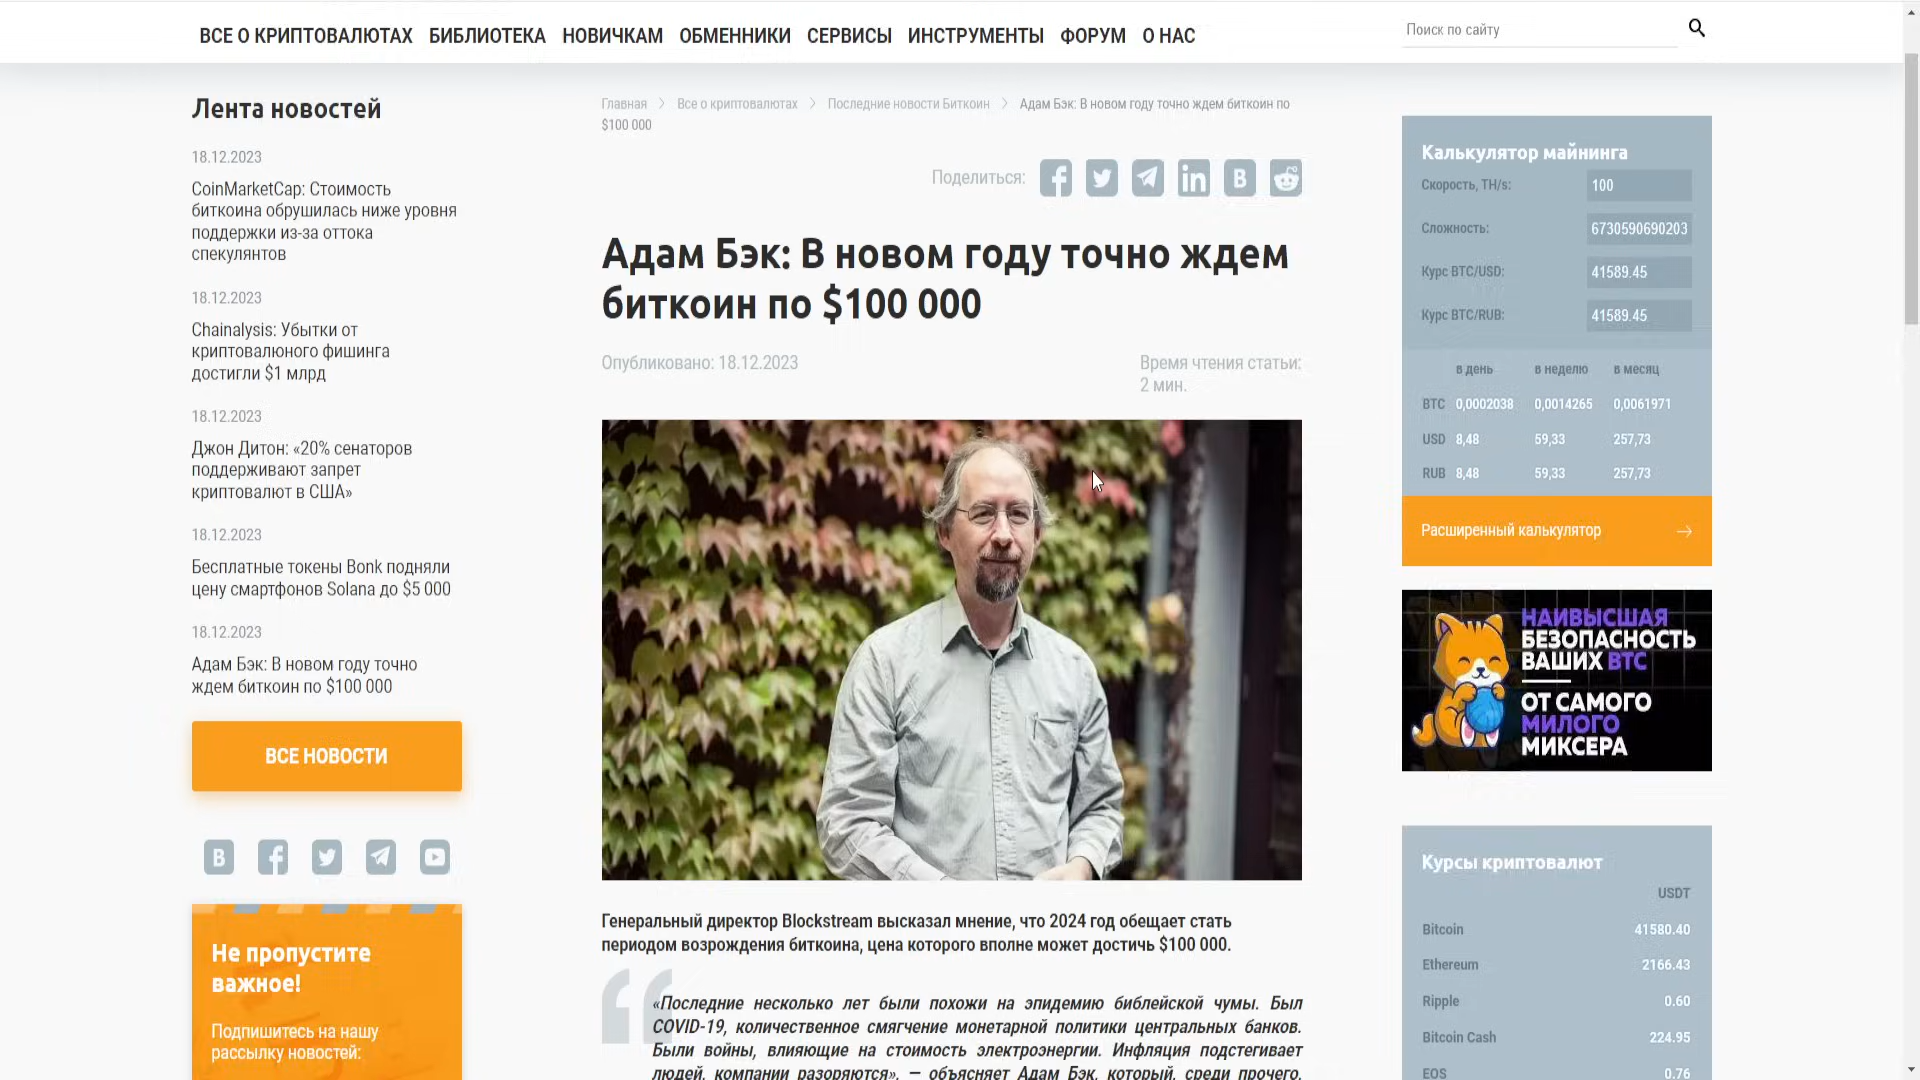 ВСЕ О КРИПТОВАЛЮТАХ БИБЛИОТЕКА НОВИЧКАМ ОБМЕННИКИ СЕРВИСЫ ИНСТРУМЕНТЫ ФОРУМ О НАС
Поиск по сайту
Лента новостей
18.12.2023
CoinMarketCap: Стоимость
биткоина обрушилась ниже уровня
поддержки из-за оттока
спекулянтов
18.12.2023
Chainalysis: Убытки от
криптовалюного фишинга
достигли $1 млрд
18.12.2023
Джон Дитон: «20% сенаторов
поддерживают запрет
криптовалют в США»
18.12.2023
Бесплатные токены Bonk подняли
цену смартфонов Solana до $5 000
18.12.2023
Адам Бэк: В новом году точно
ждем биткоин по $100 000
ВСЕ НОВОСТИ
Не пропустите
важное!
Подпишитесь на нашу
рассылку новостей:
Главная > Все о криптовалютах > Последние новости Биткоин > Адам Бэк: В новом году точно ждем биткоин по
$100 000
Поделиться:
Адам Бэк: В новом году точно ждем
биткоин по $100 000
Опубликовано: 18.12.2023
Время чтения статьи:
2 мин.
Генеральный директор Blockstream высказал мнение, что 2024 год обещает стать
периодом возрождения биткоина, цена которого вполне может достичь $100 000.
«Последние несколько лет были похожи на эпидемию библейской чумы. Был
COVID-19, количественное смягчение монетарной политики центральных банков.
Были войны, влияющие на стоимость электроэнергии. Инфляция подстегивает
людей, компании разоряются», — объясняет Адам Бэк, который, среди прочего,
Калькулятор майнинга
Скорость, TH/s: 100
Сложность: 6730590690203
Курс BTC/USD: 41589.45
Курс BTC/RUB: 41589.45
в день в неделю в месяц
BTC 0,0002038 0,0014265 0,0061971
USD 8,48 59,33 257,73
RUB 8,48 59,33 257,73
Расширенный калькулятор
НАИВЫСШАЯ
БЕЗОПАСНОСТЬ
ВАШИХ BTC
ОТ САМОГО
МИЛОГО
МИКСЕРА
Курсы криптовалют
USDT
Bitcoin 41580.40
Ethereum 2166.43
Ripple 0.60
Bitcoin Cash 224.95
EOS 0.76